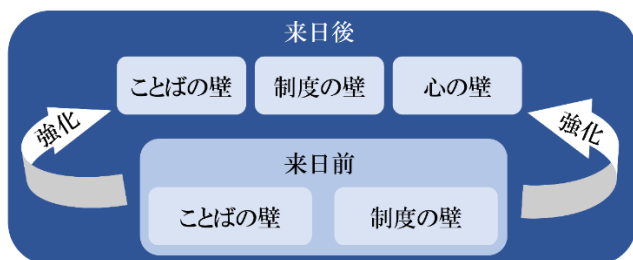 来日後
ことばの壁
制度の壁
心の壁
強化
強化
来日前
ことばの壁
制度の壁